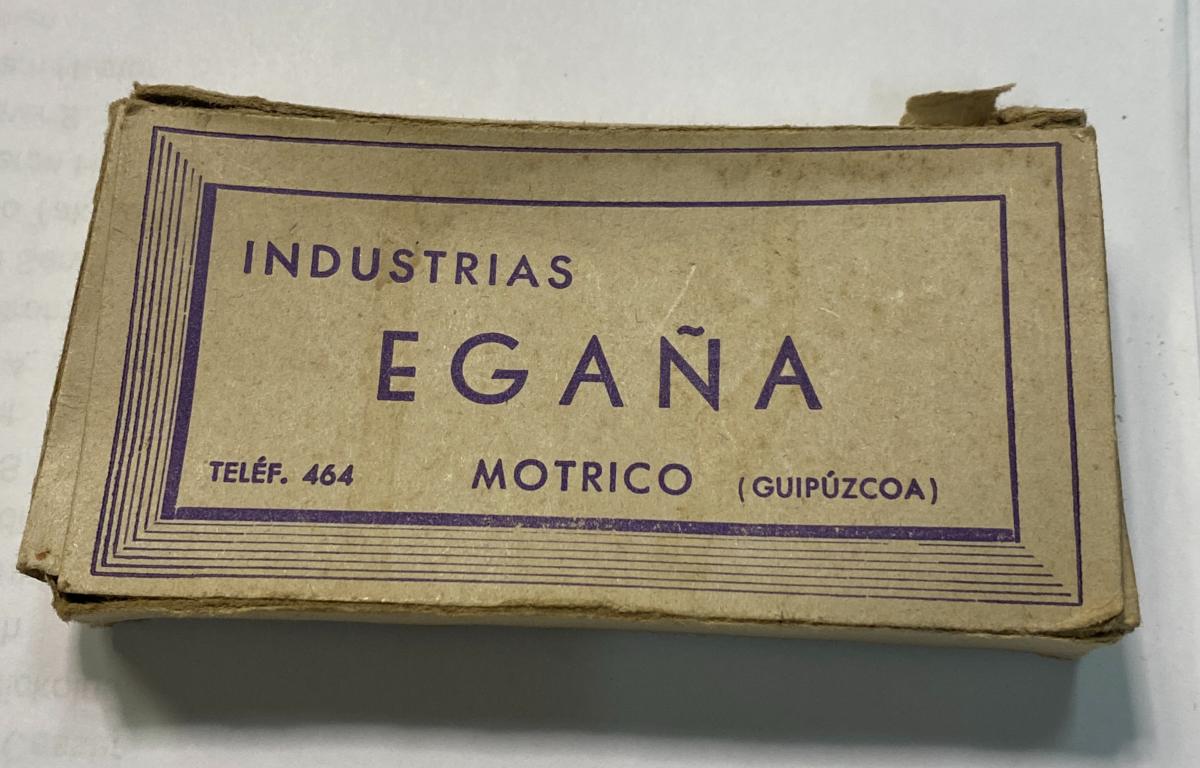 INDUSTRIAS
EGAÑA
TELÉF. 464 MOTRICO (GUIPÚZCOA)